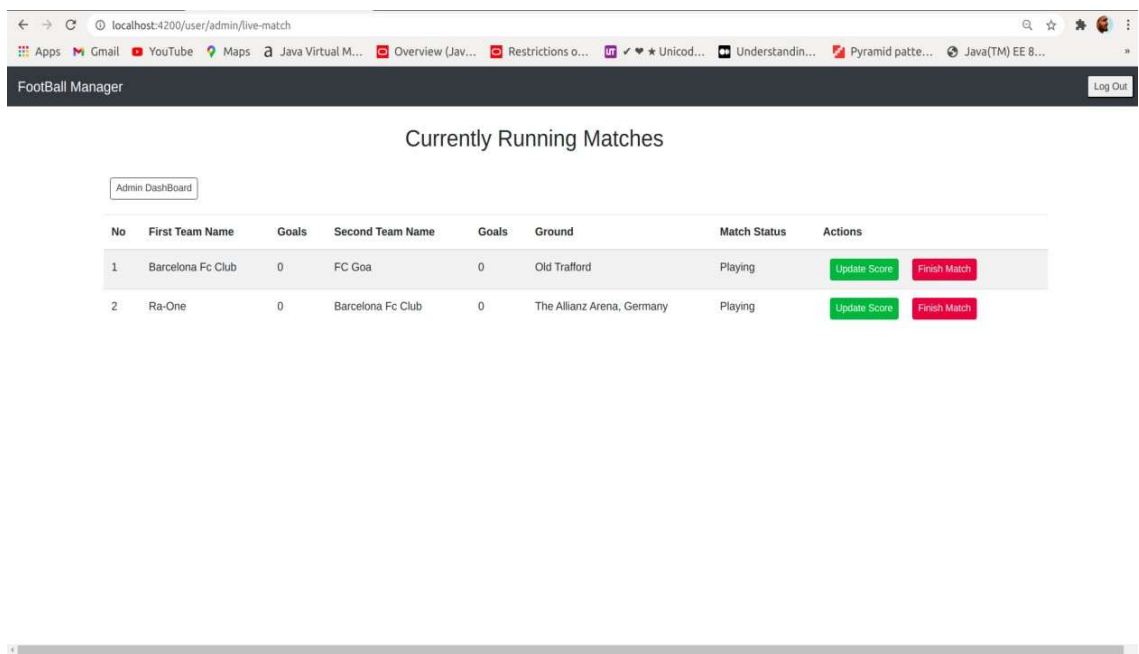 localhost:4200/user/admin/live-match
Apps Gmail YouTube Maps Java Virtual M... Overview (Jav... Restrictions o... UT ✓ ❤ ★ Unicod... Understandin... Pyramid patte... Java(TM) EE 8... »
FootBall Manager Log Out
Currently Running Matches
Admin DashBoard
No First Team Name Goals Second Team Name Goals Ground Match Status Actions
1 Barcelona Fc Club 0 FC Goa 0 Old Trafford Playing Update Score Finish Match
2 Ra-One 0 Barcelona Fc Club 0 The Allianz Arena, Germany Playing Update Score Finish Match